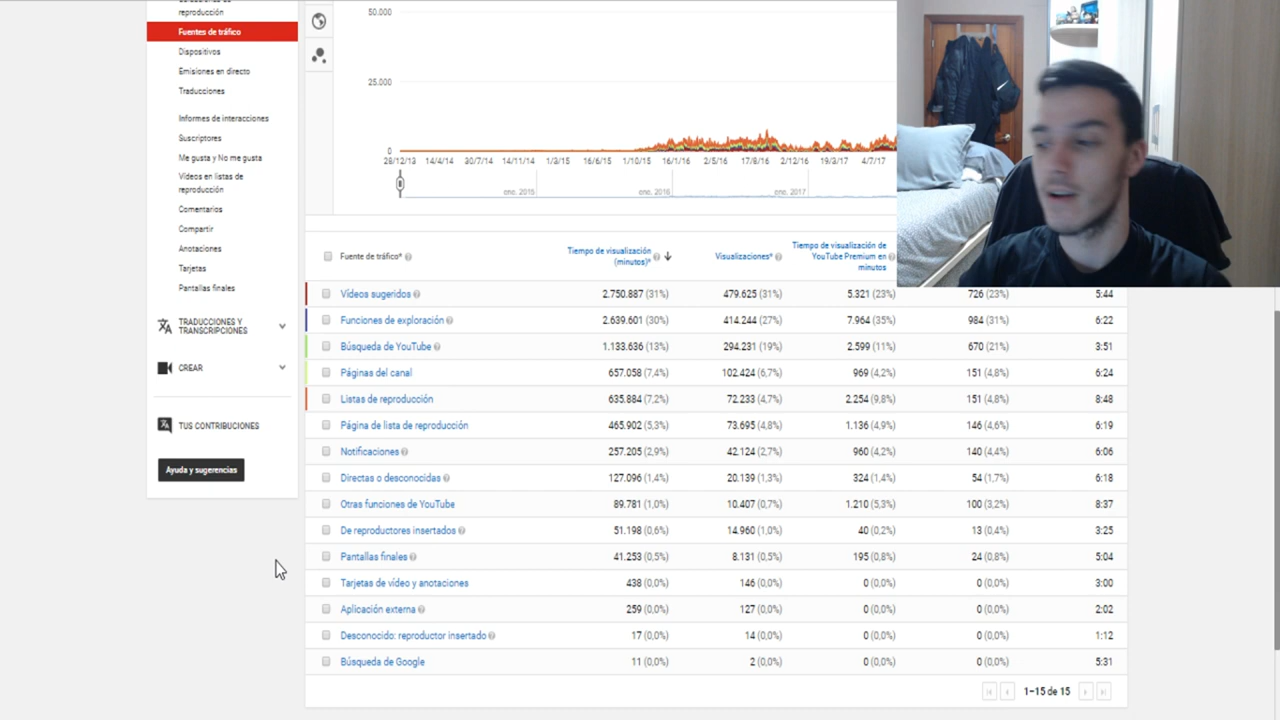 reproducción
Fuentes de tráfico
Dispositivos
Emisiones en directo
Traducciones
Informes de interacciones
Suscriptores
Me gusta y No me gusta
Vídeos en listas de
reproducción
Comentarios
Compartir
Anotaciones
Tarjetas
Pantallas finales
TRADUCCIONES Y
TRANSCRIPCIONES
CREAR
TUS CONTRIBUCIONES
Ayuda y sugerencias
50.000
25.000
0
28/12/13 14/4/14 30/7/14 14/11/14 1/3/15 16/6/15 1/10/15 16/1/16 2/5/16 17/8/16 2/12/16 19/3/17 4/7/17
ene. 2015 ene. 2016 ene. 2017
Fuente de tráfico* Tiempo de visualización (minutos)* Visualizaciones* Tiempo de visualización de YouTube Premium en minutos
Vídeos sugeridos 2.750.887 (31%) 479.625 (31%) 5.321 (23%) 726 (23%) 5:44
Funciones de exploración 2.639.601 (30%) 414.244 (27%) 7.964 (35%) 984 (31%) 6:22
Búsqueda de YouTube 1.133.636 (13%) 294.231 (19%) 2.599 (11%) 670 (21%) 3:51
Páginas del canal 657.058 (7,4%) 102.424 (6,7%) 969 (4,2%) 151 (4,8%) 6:24
Listas de reproducción 635.884 (7,2%) 72.233 (4,7%) 2.254 (9,8%) 151 (4,8%) 8:48
Página de lista de reproducción 465.902 (5,3%) 73.695 (4,8%) 1.136 (4,9%) 146 (4,6%) 6:19
Notificaciones 257.205 (2,9%) 42.124 (2,7%) 960 (4,2%) 140 (4,4%) 6:06
Directas o desconocidas 127.096 (1,4%) 20.139 (1,3%) 324 (1,4%) 54 (1,7%) 6:18
Otras funciones de YouTube 89.781 (1,0%) 10.407 (0,7%) 1.210 (5,3%) 100 (3,2%) 8:37
De reproductores insertados 51.198 (0,6%) 14.960 (1,0%) 40 (0,2%) 13 (0,4%) 3:25
Pantallas finales 41.253 (0,5%) 8.131 (0,5%) 195 (0,8%) 24 (0,8%) 5:04
Tarjetas de vídeo y anotaciones 438 (0,0%) 146 (0,0%) 0 (0,0%) 0 (0,0%) 3:00
Aplicación externa 259 (0,0%) 127 (0,0%) 0 (0,0%) 0 (0,0%) 2:02
Desconocido: reproductor insertado 17 (0,0%) 14 (0,0%) 0 (0,0%) 0 (0,0%) 1:12
Búsqueda de Google 11 (0,0%) 2 (0,0%) 0 (0,0%) 0 (0,0%) 5:31
1–15 de 15